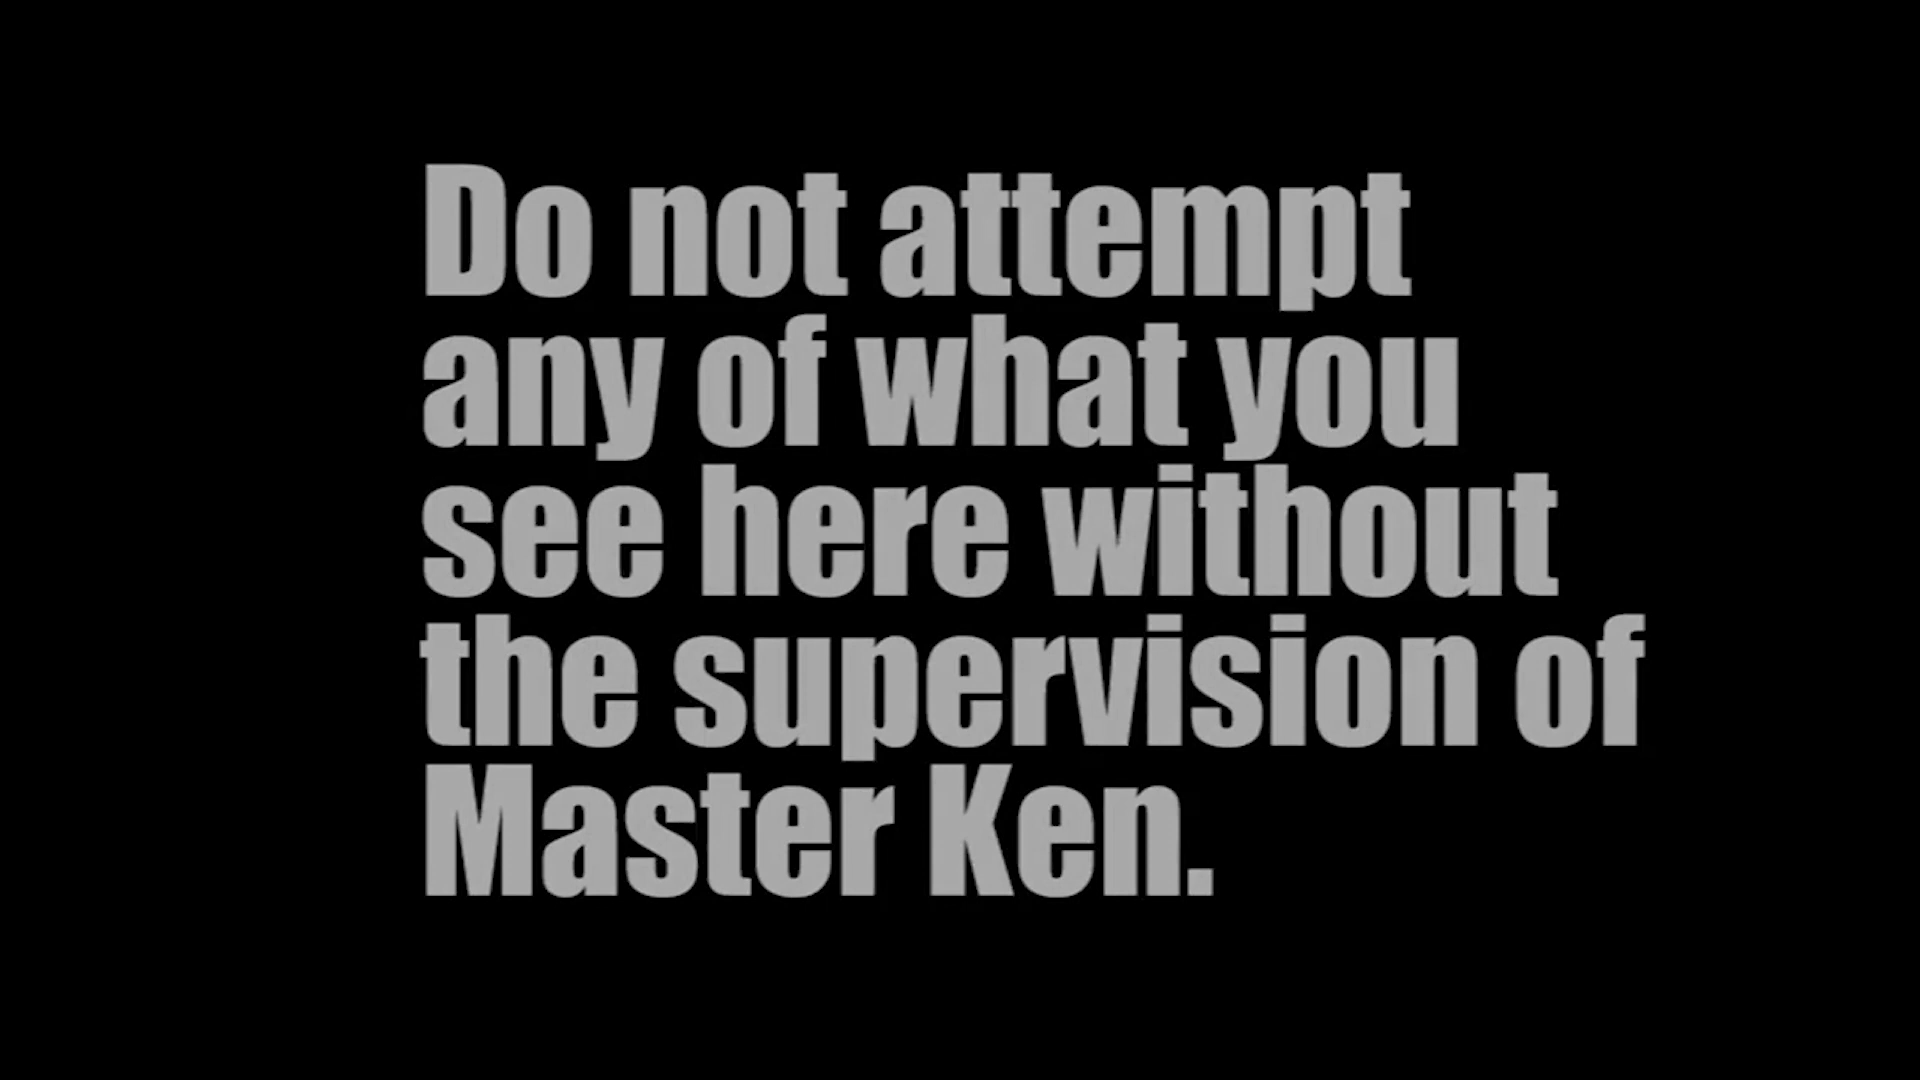 Do not attempt
any of what you
see here without
the supervision of
Master Ken.